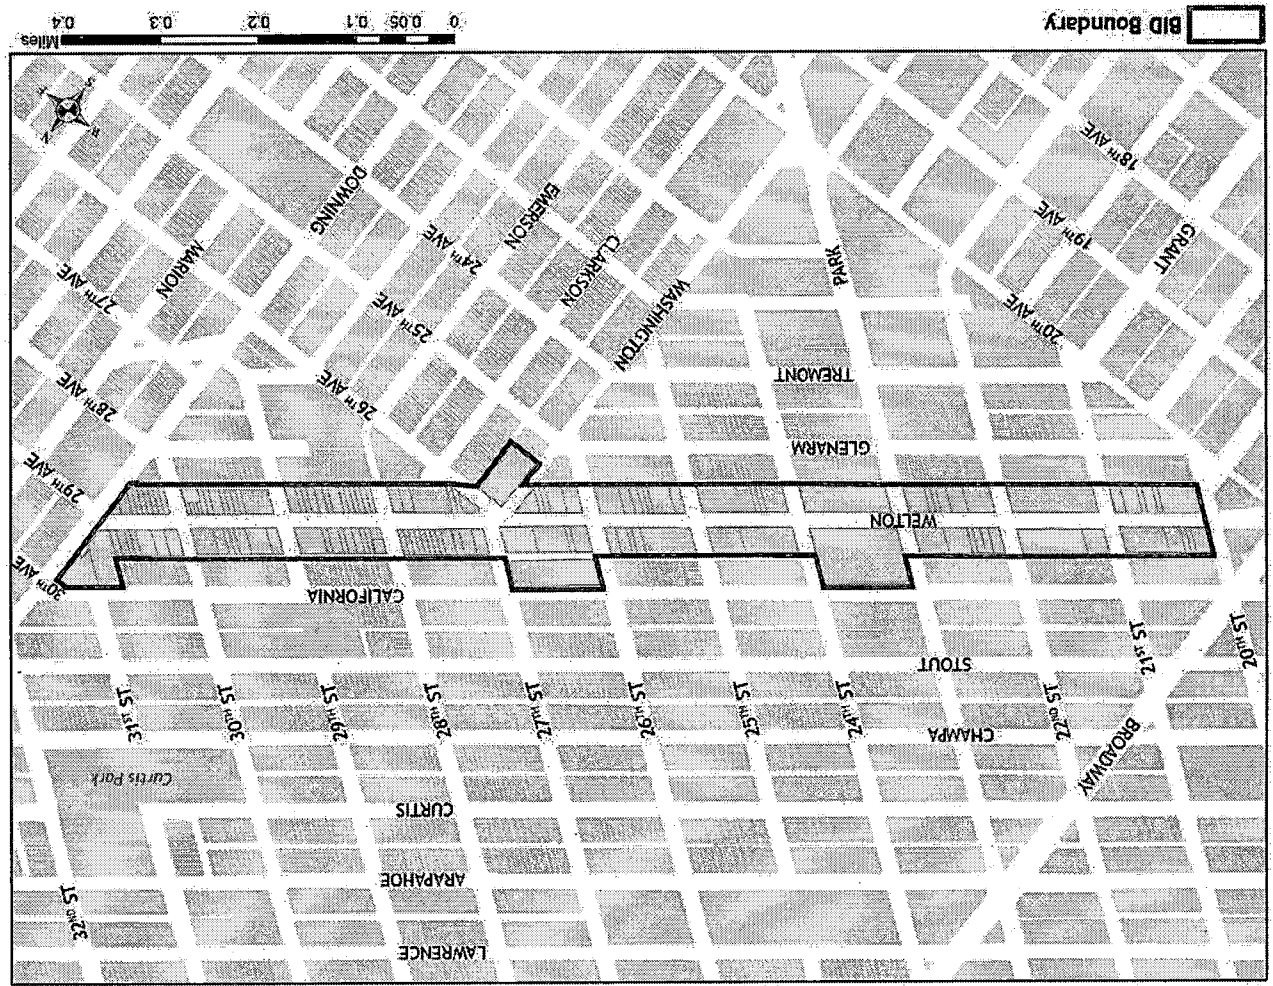 LAWRENCE
32ND ST
ARAPAHOE
CURTIS
Curtis Park
BROADWAY
CHAMPA
22ND ST
24TH ST
25TH ST
26TH ST
27TH ST
28TH ST
29TH ST
30TH ST
31ST ST
STOUT
20TH ST
21ST ST
CALIFORNIA
30TH AVE
WELTON
29TH AVE
GLENARM
26TH AVE
28TH AVE
TREMONT
WASHINGTON
20TH AVE
25TH AVE
27TH AVE
PARK
CLARKSON
MARION
GRANT
24TH AVE
19TH AVE
EMERSON
DOWNING
18TH AVE
N
S
BID Boundary
Miles
0 0.05 0.1 0.2 0.3 0.4